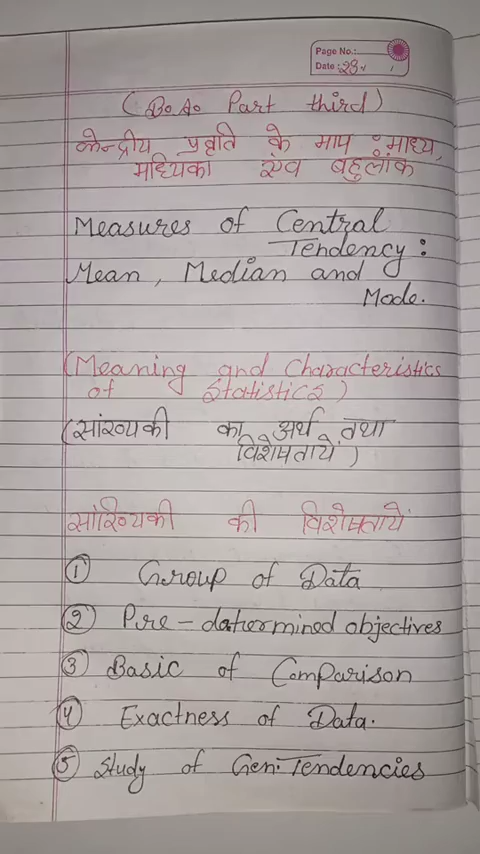 Page No.:
Date: 23
(B.A. Part third)
केन्द्रीय प्रवृति के माप : माध्य,
मध्यिका एंव बहुलांक
Measures of Central
Tendency:
Mean, Median and
Mode.
(Meaning and Characteristics
of Statistics)
(सांख्यकी का अर्थ तथा
विशेषतायें)
सांख्यिकी की विशेषतायें
① Group of Data
② Pre-datermined objectives
③ Basic of Comparison
④ Exactness of Data.
⑤ Study of Gen: Tendencies